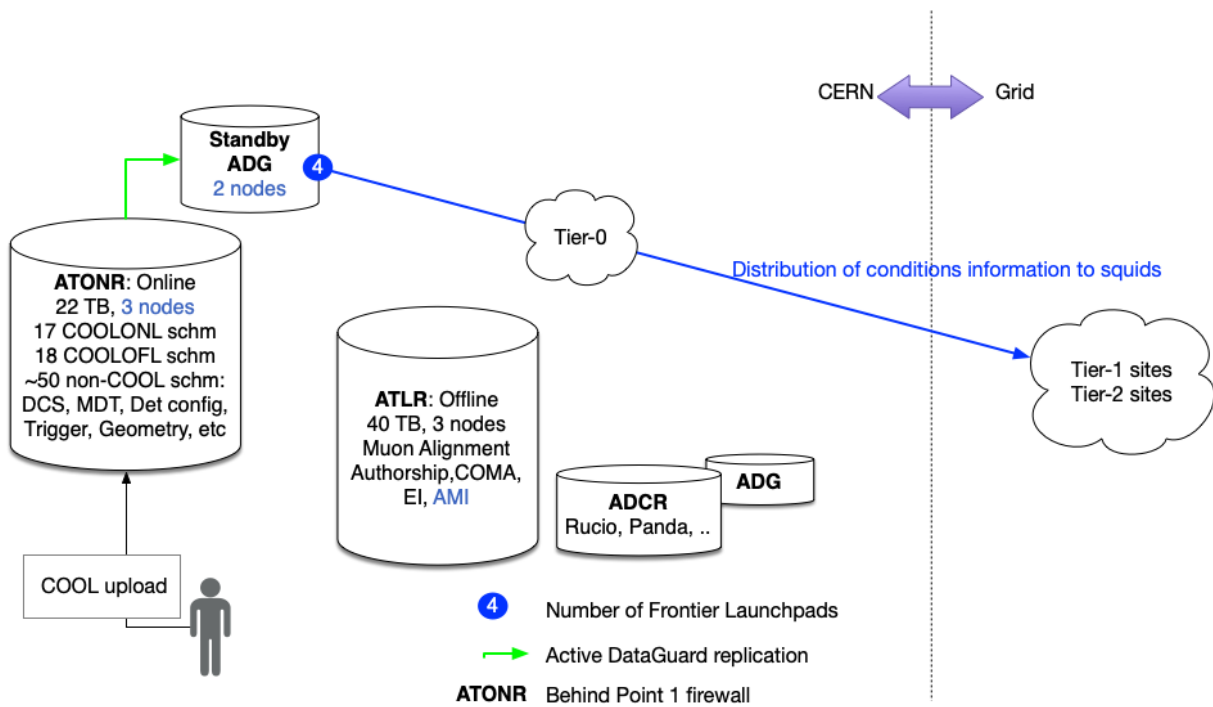 CERN
Grid
Standby
ADG
2 nodes
4
Tier-0
Distribution of conditions information to squids
ATONR: Online
22 TB, 3 nodes
17 COOLONL schm
18 COOLOFL schm
~50 non-COOL schm:
DCS, MDT, Det config,
Trigger, Geometry, etc
Tier-1 sites
Tier-2 sites
ATLR: Offline
40 TB, 3 nodes
Muon Alignment
Authorship,COMA,
EI, AMI
ADG
ADCR
Rucio, Panda, ..
COOL upload
4 Number of Frontier Launchpads
Active DataGuard replication
ATONR Behind Point 1 firewall